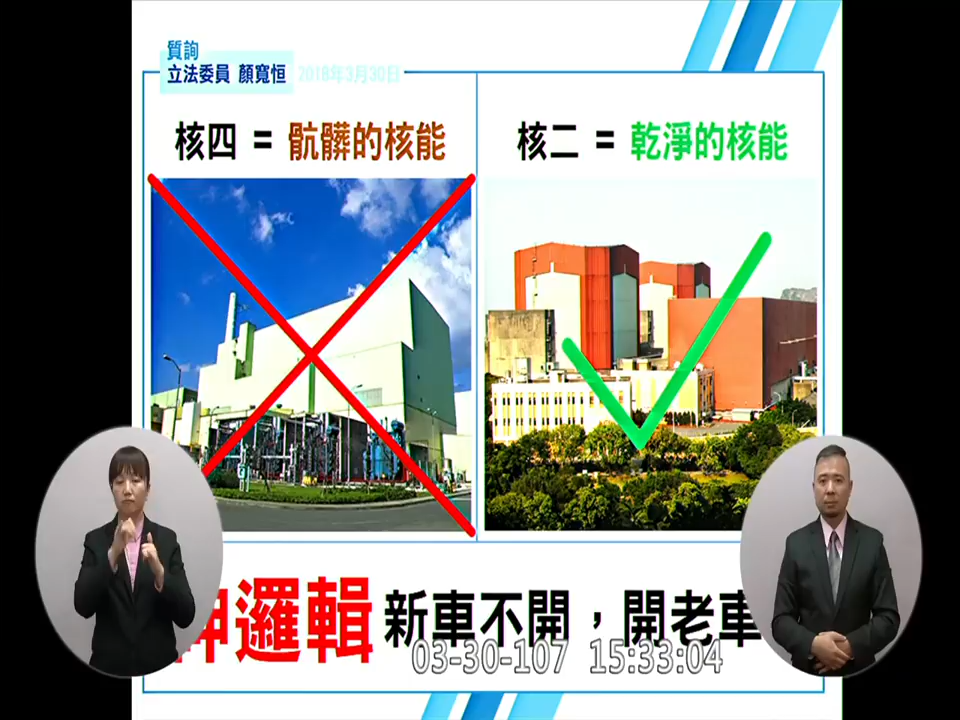 質詢
立法委員 顏寬恒 2018年3月30日
核四 = 骯髒的核能
核二 = 乾淨的核能
神邏輯 新車不開，開老車
03-30-107 15:33:04